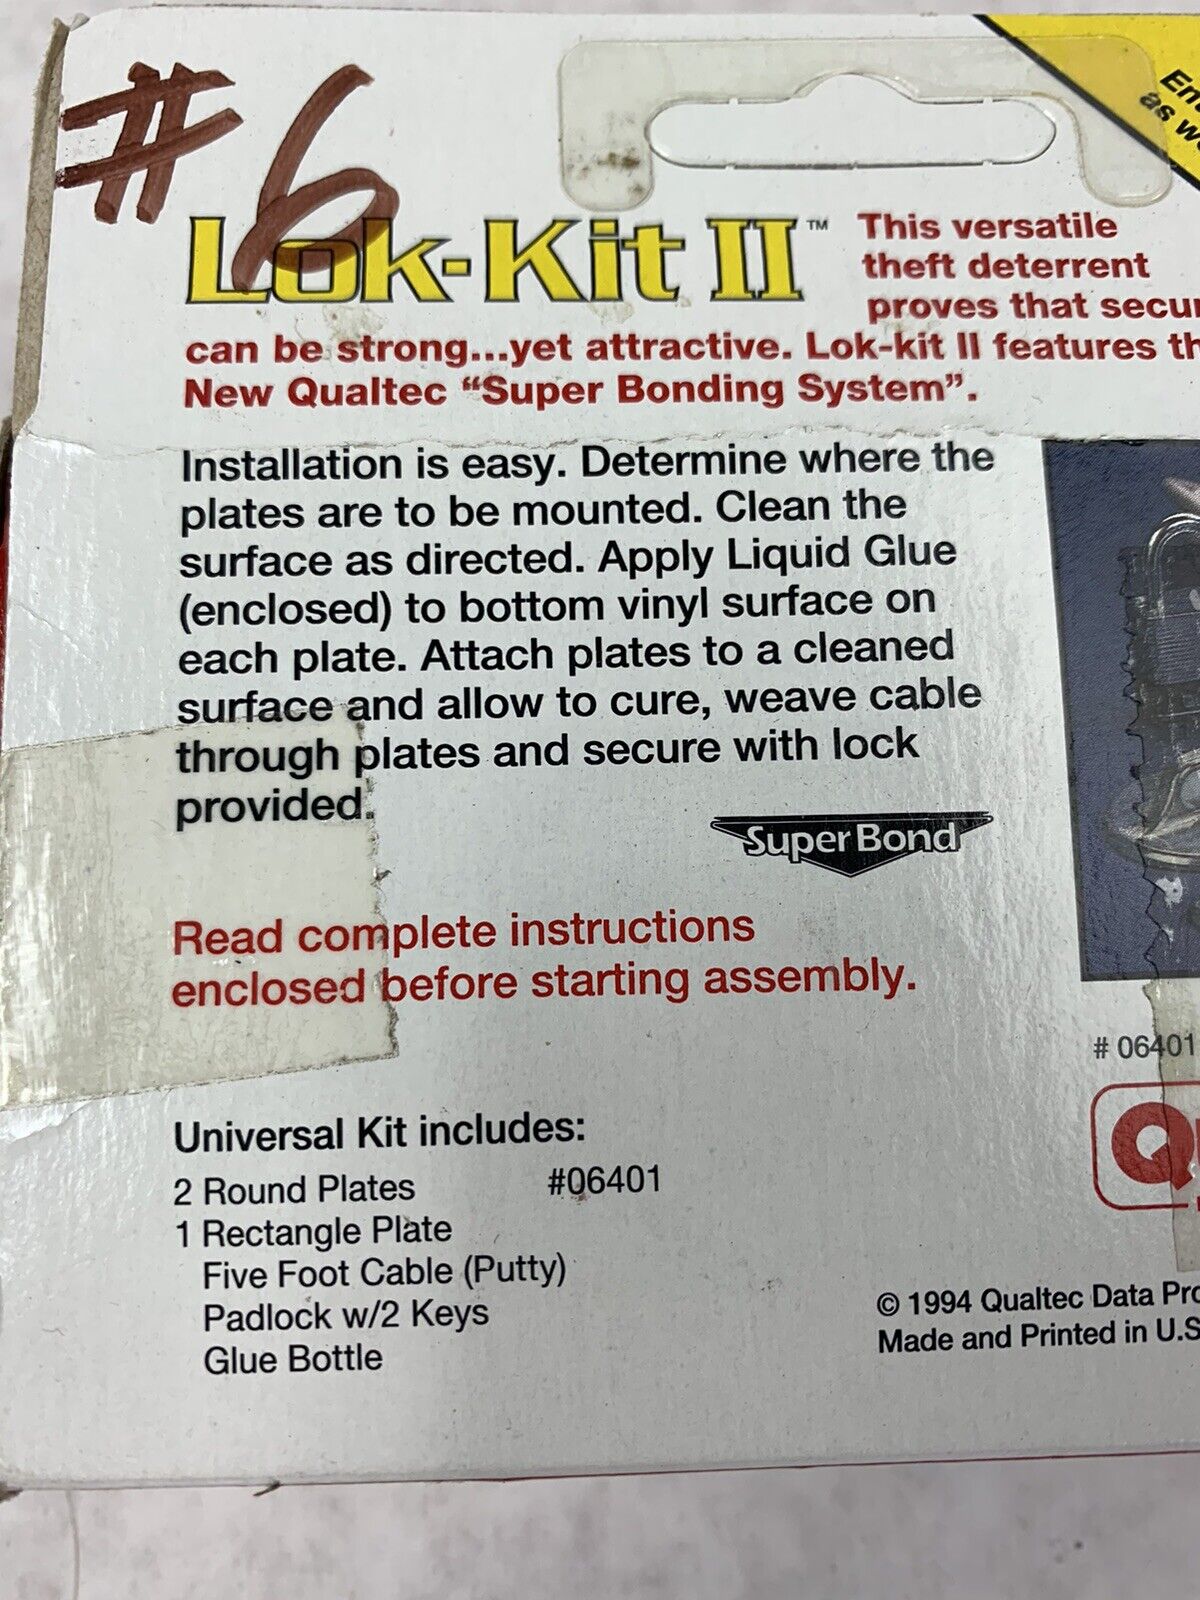 #6
as
Lok-Kit II™ This versatile
theft deterrent
proves that
can be strong...yet attractive. Lok-kit II features
New Qualtec “Super Bonding System”.
Installation is easy. Determine where the
plates are to be mounted. Clean the
surface as directed. Apply Liquid Glue
(enclosed) to bottom vinyl surface on
each plate. Attach plates to a cleaned
surface and allow to cure, weave cable
through plates and secure with lock
provided.
SuperBond
Read complete instructions
enclosed before starting assembly.
# 06401
Universal Kit includes:
2 Round Plates #06401
1 Rectangle Plate
Five Foot Cable (Putty)
Padlock w/2 Keys
Glue Bottle
© 1994 Qualtec Data
Made and Printed in U.S